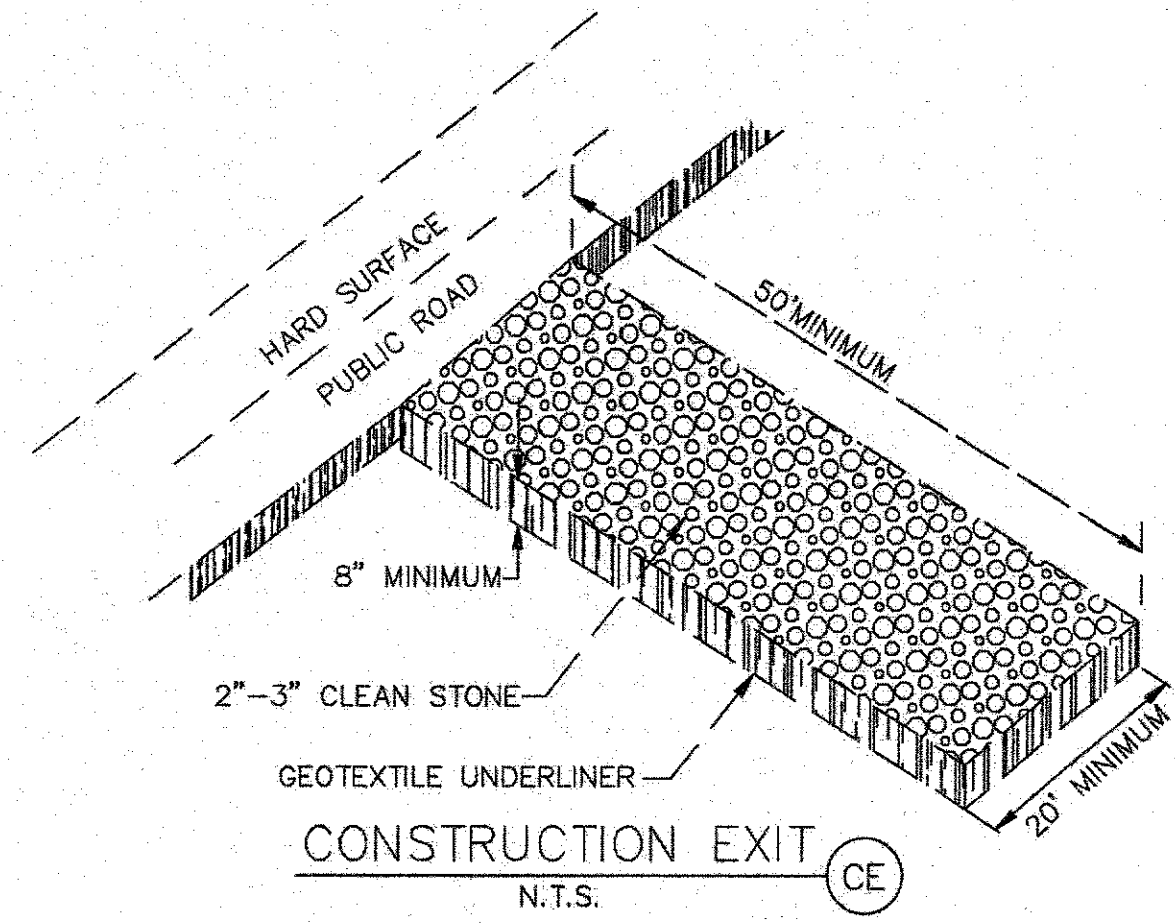 HARD SURFACE
PUBLIC ROAD
50'MINIMUM
8" MINIMUM
2"-3" CLEAN STONE
GEOTEXTILE UNDERLINER
20' MINIMUM
CONSTRUCTION EXIT
CE
N.T.S.